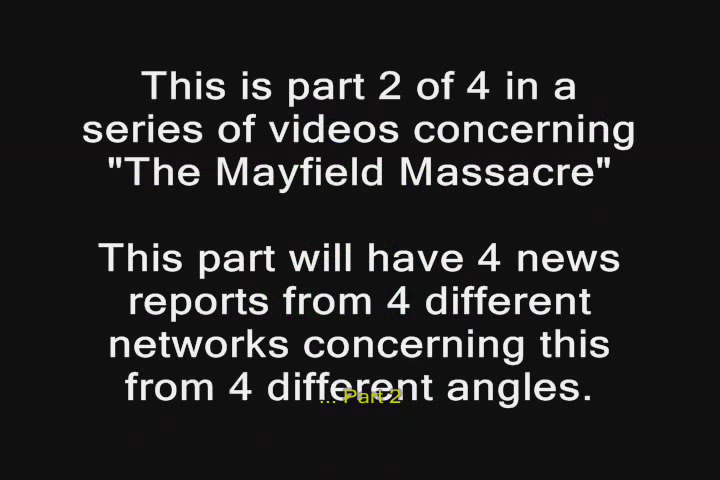 This is part 2 of 4 in a
series of videos concerning
"The Mayfield Massacre"
This part will have 4 news
reports from 4 different
networks concerning this
from 4 different angles.
... Part 2